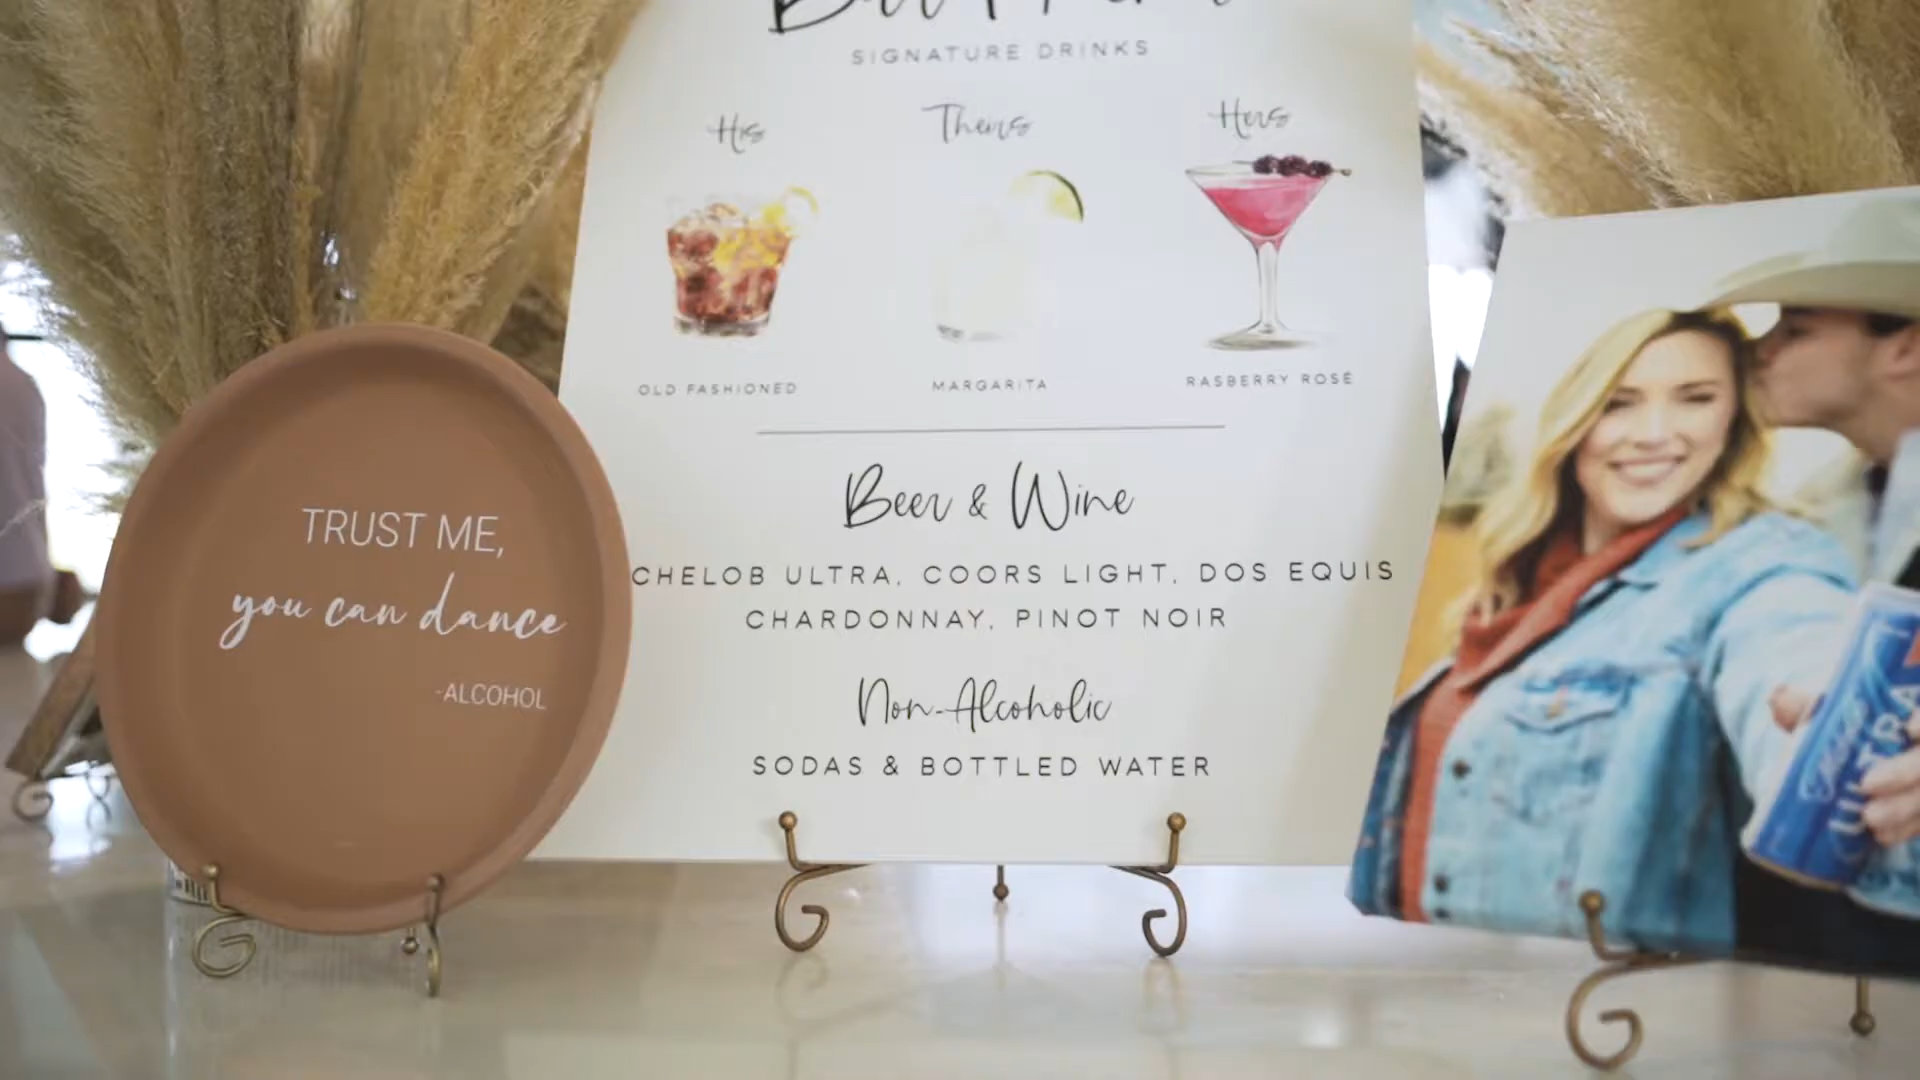 SIGNATURE DRINKS
His
Theirs
Hers
OLD FASHIONED
MARGARITA
RASBERRY ROSÉ
Beer & Wine
CHELOB ULTRA, COORS LIGHT, DOS EQUIS
CHARDONNAY, PINOT NOIR
Non-Alcoholic
SODAS & BOTTLED WATER
TRUST ME,
you can dance
-ALCOHOL
ULTRA